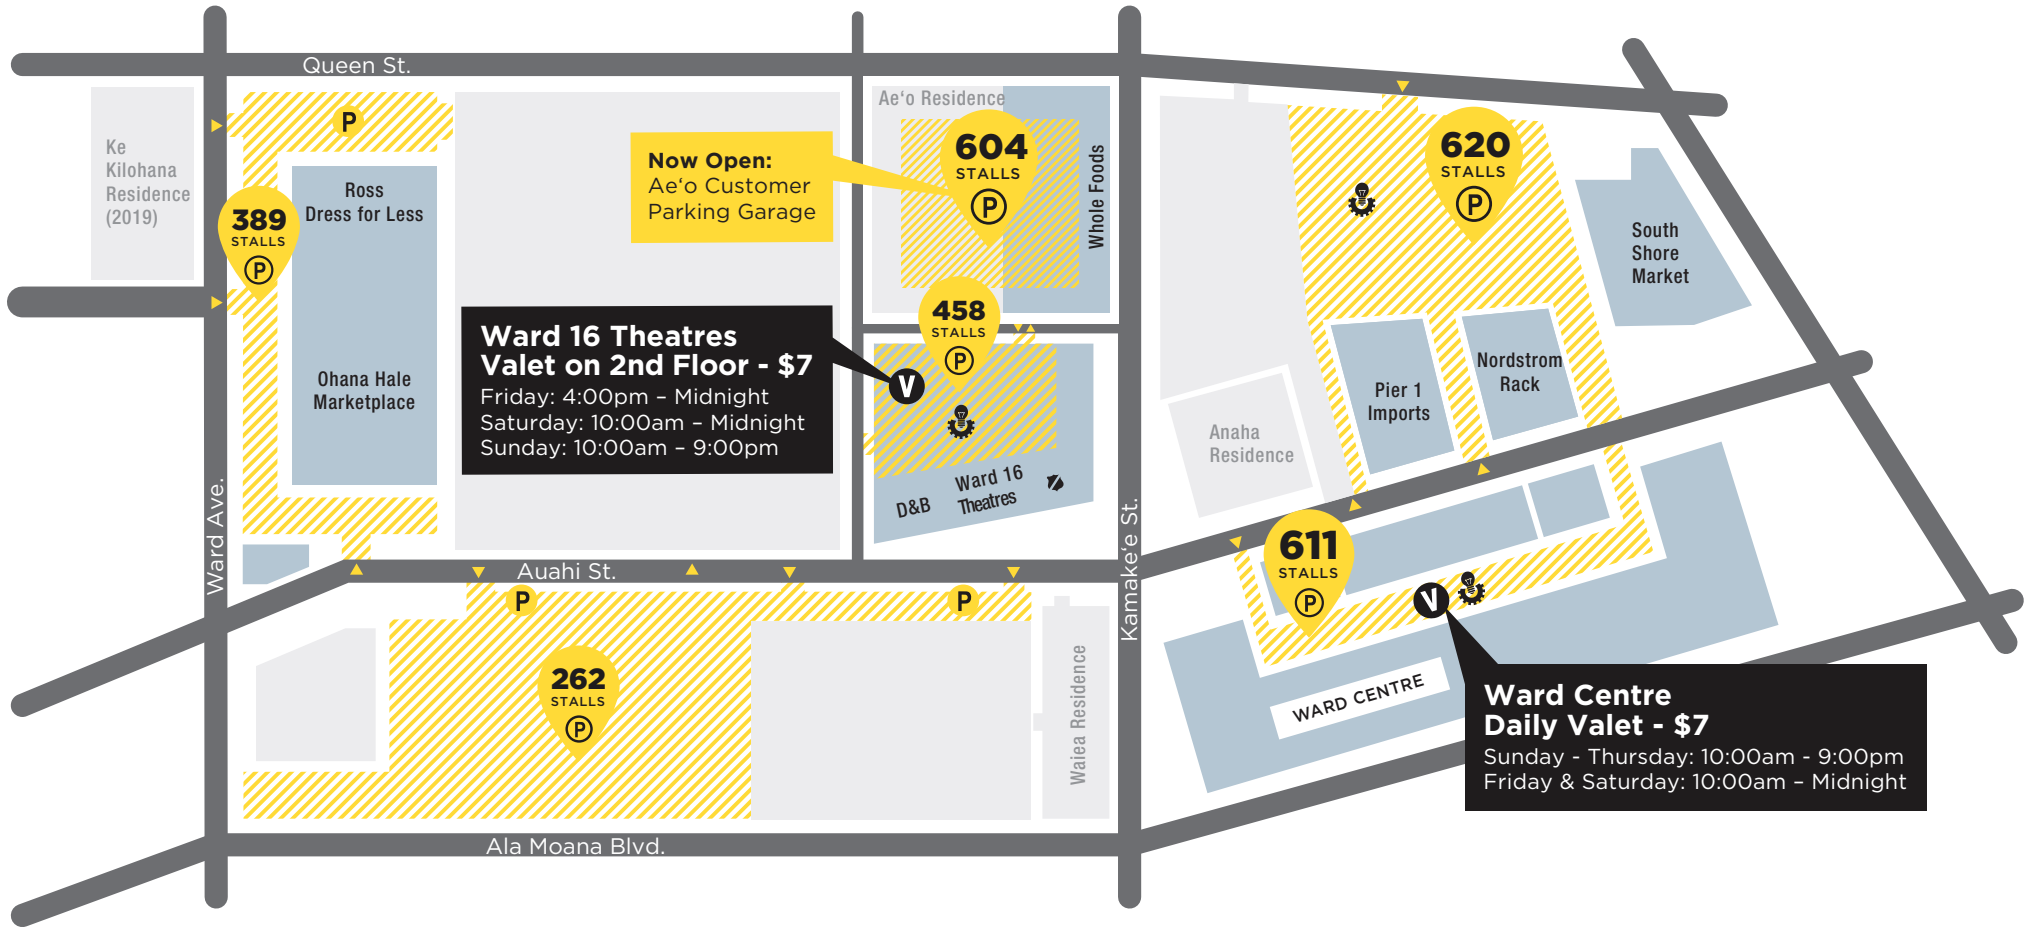 Queen St.
Ke
Kilohana
Residence
(2019)
P
Ross
Dress for Less
389
STALLS
P
Ohana Hale
Marketplace
Ward Ave.
Now Open:
Ae‘o Customer
Parking Garage
Ae‘o Residence
604
STALLS
P
Whole Foods
458
STALLS
P
Ward 16 Theatres
Valet on 2nd Floor - $7
Friday: 4:00pm – Midnight
Saturday: 10:00am – Midnight
Sunday: 10:00am – 9:00pm
V
D&B
Ward 16
Theatres
Kamake‘e St.
620
STALLS
P
South
Shore
Market
Nordstrom
Rack
Pier 1
Imports
Anaha
Residence
Auahi St.
P
P
262
STALLS
P
Waiea Residence
611
STALLS
P
V
WARD CENTRE
Ward Centre
Daily Valet - $7
Sunday - Thursday: 10:00am - 9:00pm
Friday & Saturday: 10:00am – Midnight
Ala Moana Blvd.